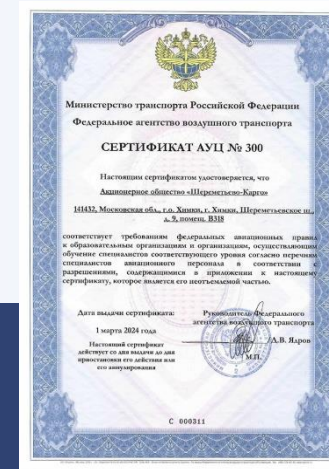 Министерство транспорта Российской Федерации
Федеральное агентство воздушного транспорта
СЕРТИФИКАТ АУЦ № 300
Настоящим сертификатом удостоверяется, что
Акционерное общество «Шереметьево-Карго»
141432, Московская обл., г.о. Химки, г. Химки, Шереметьевское ш.,
д. 9, помещ. В318
соответствует требованиям федеральных авиационных правил
к образовательным организациям и организациям, осуществляющим
обучение специалистов соответствующего уровня согласно перечням
специалистов авиационного персонала в соответствии с
разрешениями, содержащимися в приложении к настоящему
сертификату, которое является его неотъемлемой частью.
Дата выдачи сертификата:
1 марта 2024 года
Настоящий сертификат
действует со дня выдачи до дня
приостановки его действия или
его аннулирования
Руководитель Федерального
агентства воздушного транспорта
Д.В. Ядров
М.П.
С 000311